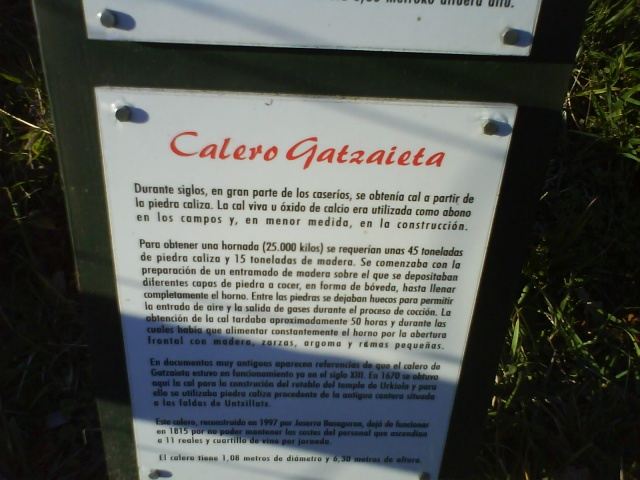 Calero Gatzaieta
Durante siglos, en gran parte de los caseríos, se obtenía cal a partir de
la piedra caliza. La cal viva u óxido de calcio era utilizada como abono
en los campos y, en menor medida, en la construcción.
Para obtener una hornada (25.000 kilos) se requerían unas 45 toneladas
de piedra caliza y 15 toneladas de madera. Se comenzaba con la
preparación de un entramado de madera sobre el que se depositaban
diferentes capas de piedra a cocer, en forma de bóveda, hasta llenar
completamente el horno. Entre las piedras se dejaban huecos para permitir
la entrada de aire y la salida de gases durante el proceso de cocción. La
obtención de la cal tardaba aproximadamente 50 horas y durante las
cuales había que alimentar constantemente el horno por la abertura
frontal con madera, zarzas, argoma y ramas pequeñas.
En documentos muy antiguos aparecen referencias de que el calero de
Gatzaieta estuvo en funcionamiento ya en el siglo XIII. En 1670 se obtuvo
aquí la cal para la construcción del retablo del templo de Urkiola y para
ello se utilizaba piedra caliza procedente de la antigua cantera situada
a las faldas de Untzillatx.
Este calero, reconstruido en 1997 por Joserra Basaguren, dejó de funcionar
en 1815 por no poder mantener los costes del personal que ascendían
a 11 reales y cuartillo de vino por jornada.
El calero tiene 1,08 metros de diámetro y 6,30 metros de altura.